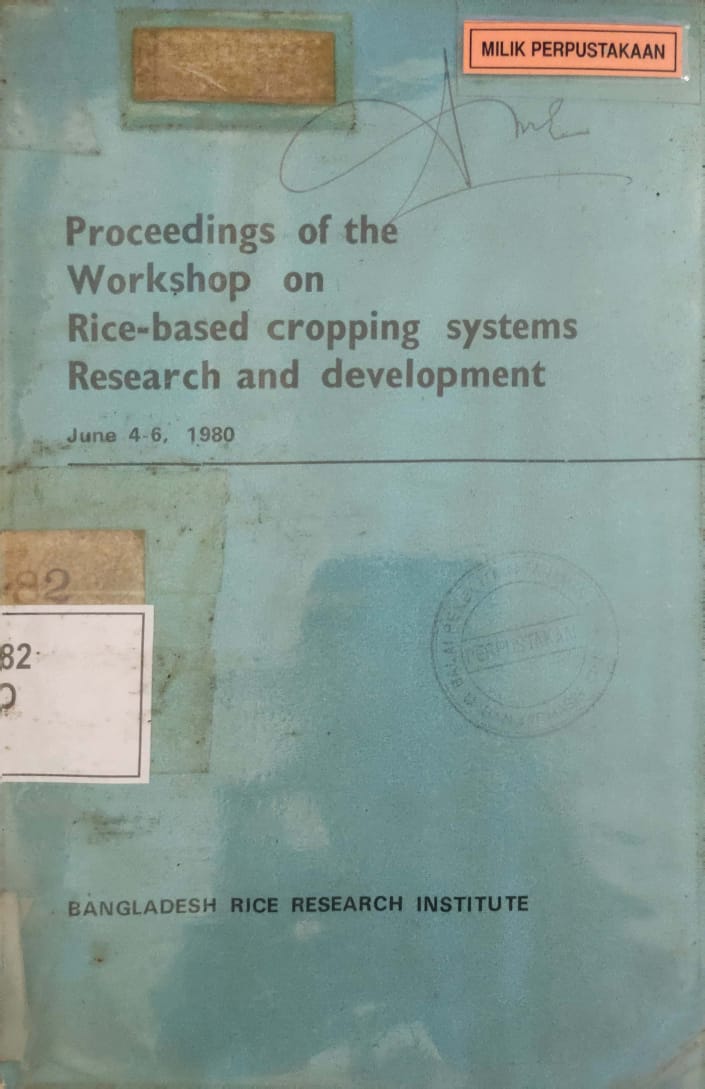 MILIK PERPUSTAKAAN
Proceedings of the
Workshop on
Rice-based cropping systems
Research and development
June 4-6, 1980
82
82
PERPUSTAKAAN
BANGLADESH RICE RESEARCH INSTITUTE